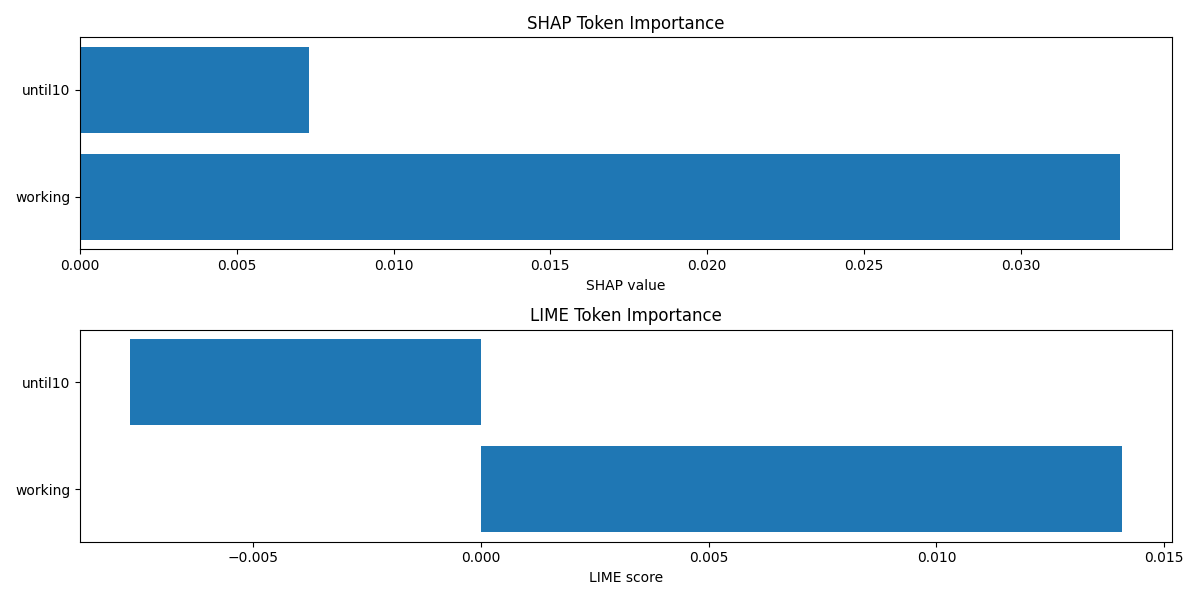 SHAP Token Importance
until10
working
0.000 0.005 0.010 0.015 0.020 0.025 0.030
SHAP value
LIME Token Importance
until10
working
−0.005 0.000 0.005 0.010 0.015
LIME score